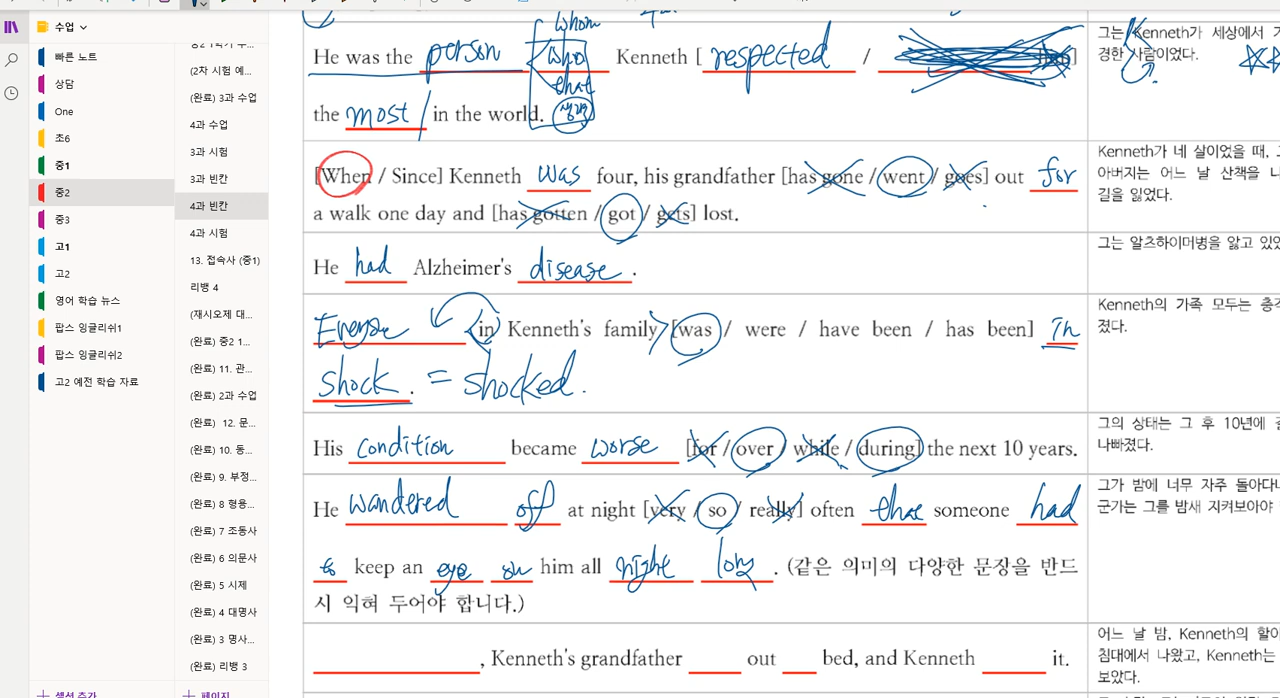 수업
빠른 노트
상담
One
초6
중1
중2
중3
고1
고2
영어 학습 뉴스
팝스 잉글리쉬1
팝스 잉글리쉬2
고2 예전 학습 자료
섹션 추가
(2차 시험 예...
(완료) 3과 수업
4과 수업
3과 시험
3과 빈칸
4과 빈칸
4과 시험
13. 접속사 (중1)
리뱅 4
(재시오제 대...
(완료) 중2 1...
(완료) 11. 관...
(완료) 2과 수업
(완료) 12. 문...
(완료) 10. 동...
(완료) 9. 부정...
(완료) 8 형용...
(완료) 7 조동사
(완료) 6 의문사
(완료) 5 시제
(완료) 4 대명사
(완료) 3 명사...
(완료) 리뱅 3
페이지
whom
He was the person who Kenneth [ respected / ]
that
the most / in the world. 생략
[When / Since] Kenneth was four, his grandfather [has gone / went / goes] out for
a walk one day and [has gotten / got / gets] lost.
He had Alzheimer's disease .
Everyone (in Kenneth's family) [was / were / have been / has been] in
shock . = shocked.
His condition became worse [for / over / while / during] the next 10 years.
He wandered off at night [very / so / really] often that someone had
to keep an eye on him all night long . (같은 의미의 다양한 문장을 반드
시 익혀 두어야 합니다.)
, Kenneth's grandfather out bed, and Kenneth it.
그는 Kenneth가 세상에서 가
경한 사람이었다.
Kenneth가 네 살이었을 때,
아버지는 어느 날 산책을 나
길을 잃었다.
그는 알츠하이머병을 앓고 있었
Kenneth의 가족 모두는 충격
졌다.
그의 상태는 그 후 10년에
나빠졌다.
그가 밤에 너무 자주 돌아다니
군가는 그를 밤새 지켜보아야
어느 날 밤, Kenneth의 할아
침대에서 나왔고, Kenneth는
보았다.